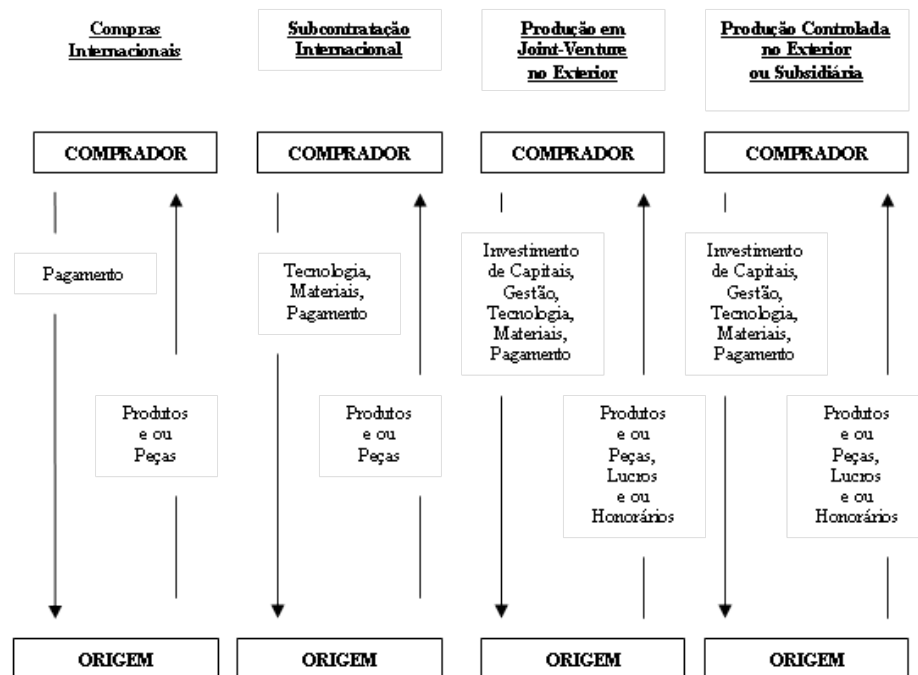 Compras
Internacionais
Subcontratação
Internacional
Produção em
Joint-Venture
no Exterior
Produção Controlada
no Exterior
ou Subsidiária
COMPRADOR
COMPRADOR
COMPRADOR
COMPRADOR
Pagamento
Tecnologia,
Materiais,
Pagamento
Investimento
de Capitais,
Gestão,
Tecnologia,
Materiais,
Pagamento
Investimento
de Capitais,
Gestão,
Tecnologia,
Materiais,
Pagamento
Produtos
e ou
Peças
Produtos
e ou
Peças
Produtos
e ou
Peças,
Lucros
e ou
Honorários
Produtos
e ou
Peças,
Lucros
e ou
Honorários
ORIGEM
ORIGEM
ORIGEM
ORIGEM